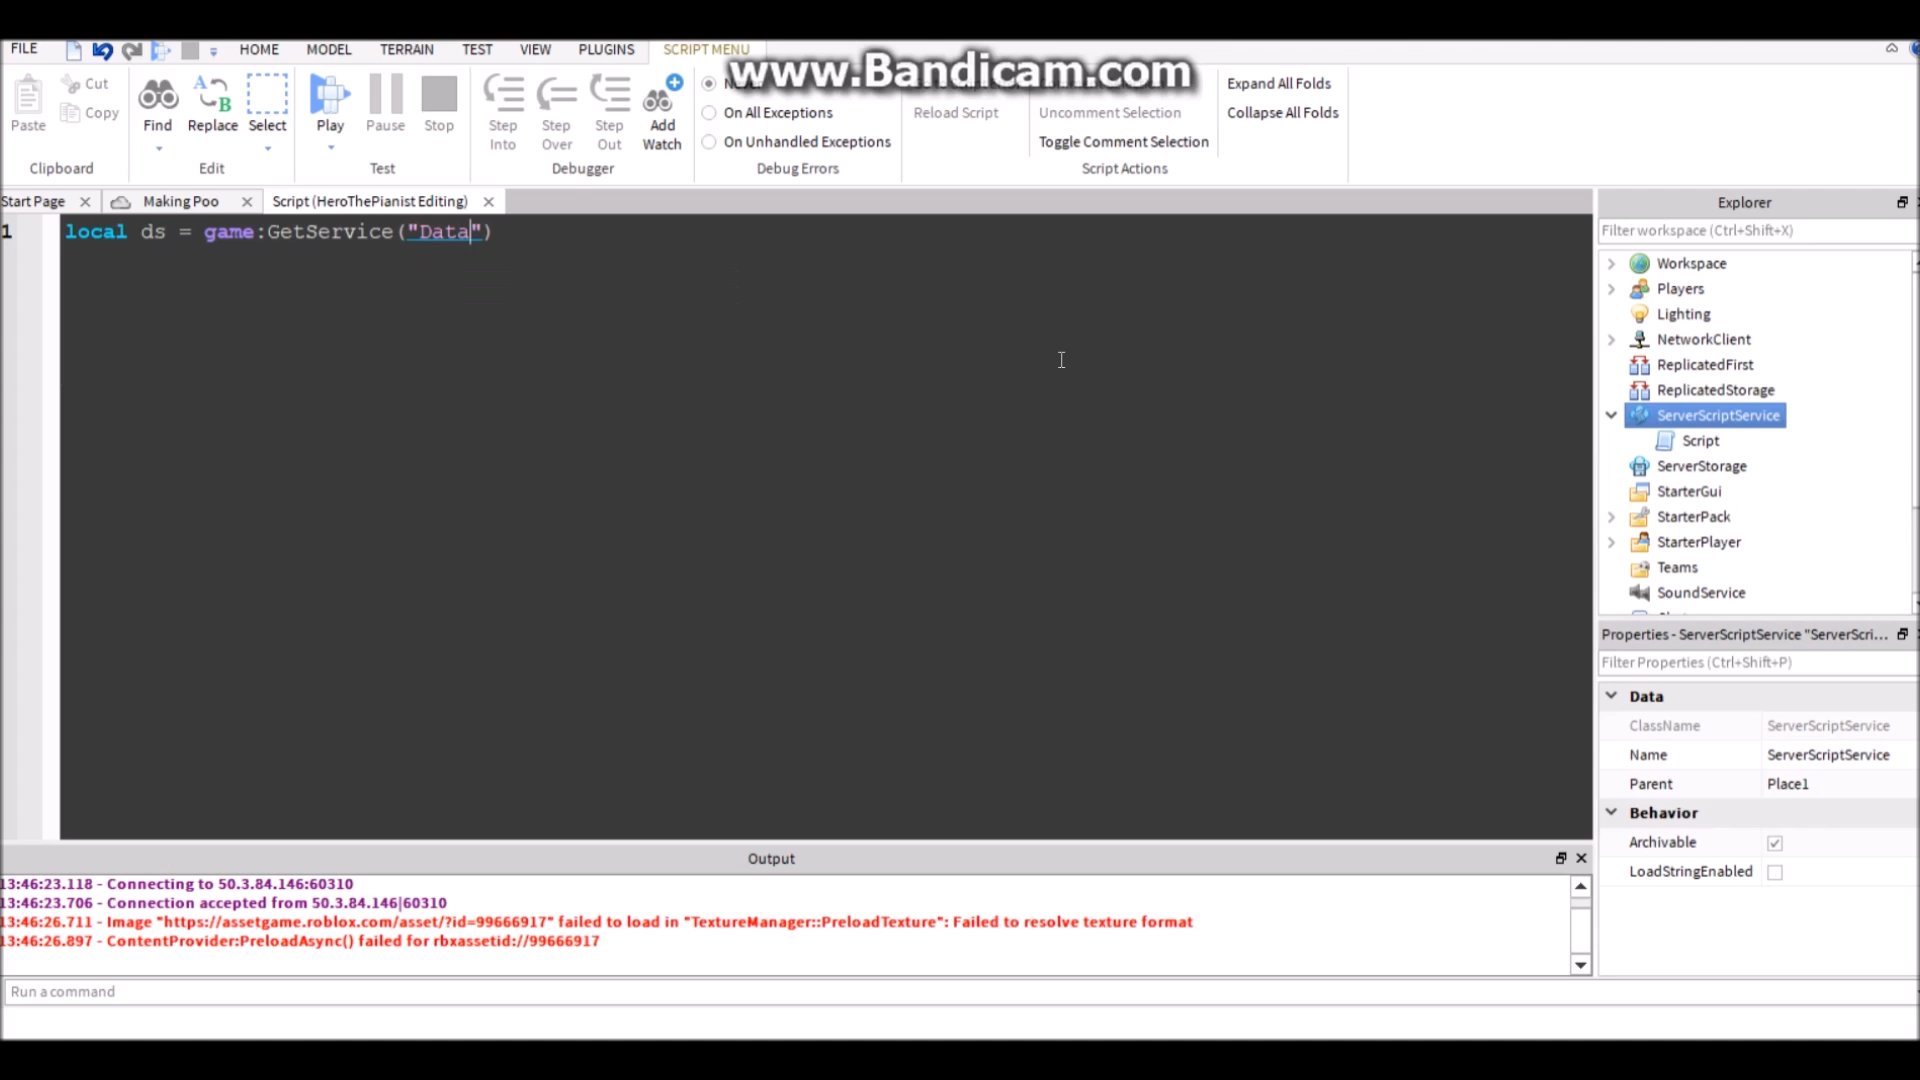 FILE HOME MODEL TERRAIN TEST VIEW PLUGINS SCRIPT MENU
www.Bandicam.com
Cut
Copy
Paste
Clipboard
Find Replace Select
Edit
Play Pause Stop
Test
Step Into
Step Over
Step Out
Add Watch
Debugger
On All Exceptions
On Unhandled Exceptions
Debug Errors
Reload Script
Uncomment Selection
Toggle Comment Selection
Script Actions
Expand All Folds
Collapse All Folds
Start Page Making Poo Script (HeroThePianist Editing)
1 local ds = game:GetService("Data")
Explorer
Filter workspace (Ctrl+Shift+X)
Workspace
Players
Lighting
NetworkClient
ReplicatedFirst
ReplicatedStorage
ServerScriptService
Script
ServerStorage
StarterGui
StarterPack
StarterPlayer
Teams
SoundService
Properties - ServerScriptService "ServerScri...
Filter Properties (Ctrl+Shift+P)
Data
ClassName ServerScriptService
Name ServerScriptService
Parent Place1
Behavior
Archivable
LoadStringEnabled
Output
13:46:23.118 - Connecting to 50.3.84.146:60310
13:46:23.706 - Connection accepted from 50.3.84.146|60310
13:46:26.711 - Image "https://assetgame.roblox.com/asset/?id=99666917" failed to load in "TextureManager::PreloadTexture": Failed to resolve texture format
13:46:26.897 - ContentProvider:PreloadAsync() failed for rbxassetid://99666917
Run a command